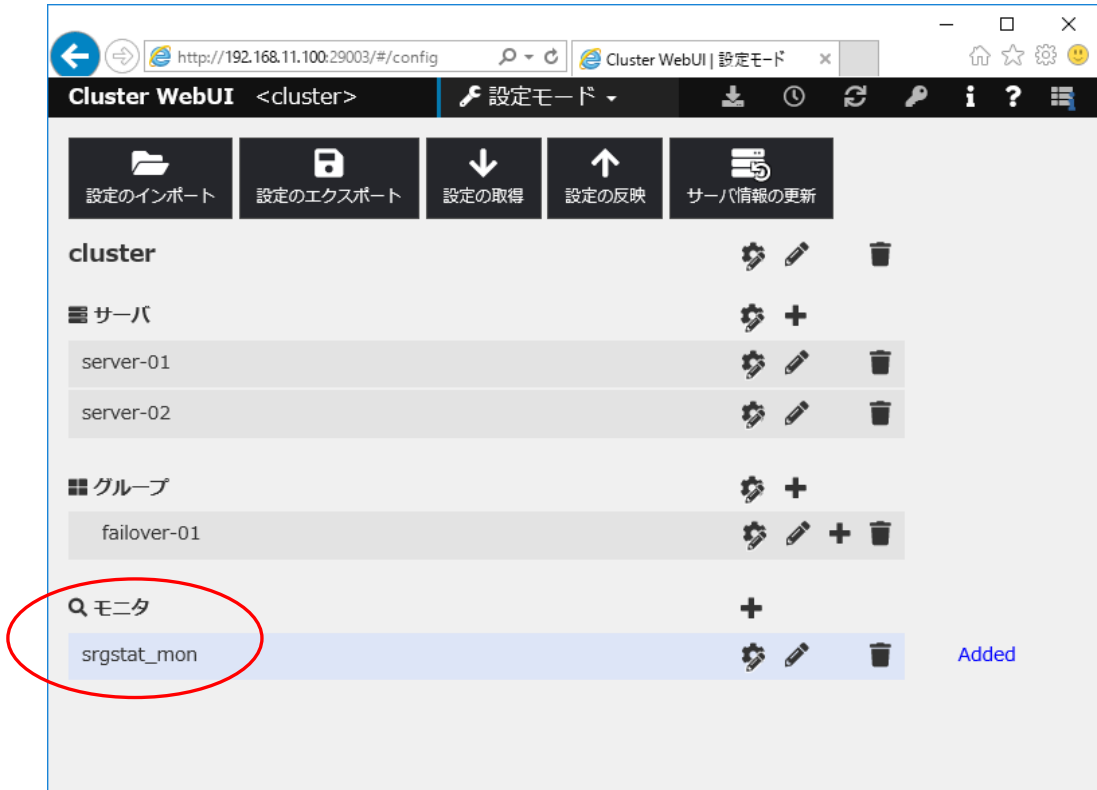 http://192.168.11.100:29003/#/config
Cluster WebUI | 設定モード
Cluster WebUI <cluster> 設定モード
設定のインポート 設定のエクスポート 設定の取得 設定の反映 サーバ情報の更新
cluster
サーバ
server-01
server-02
グループ
failover-01
モニタ
srgstat_mon Added